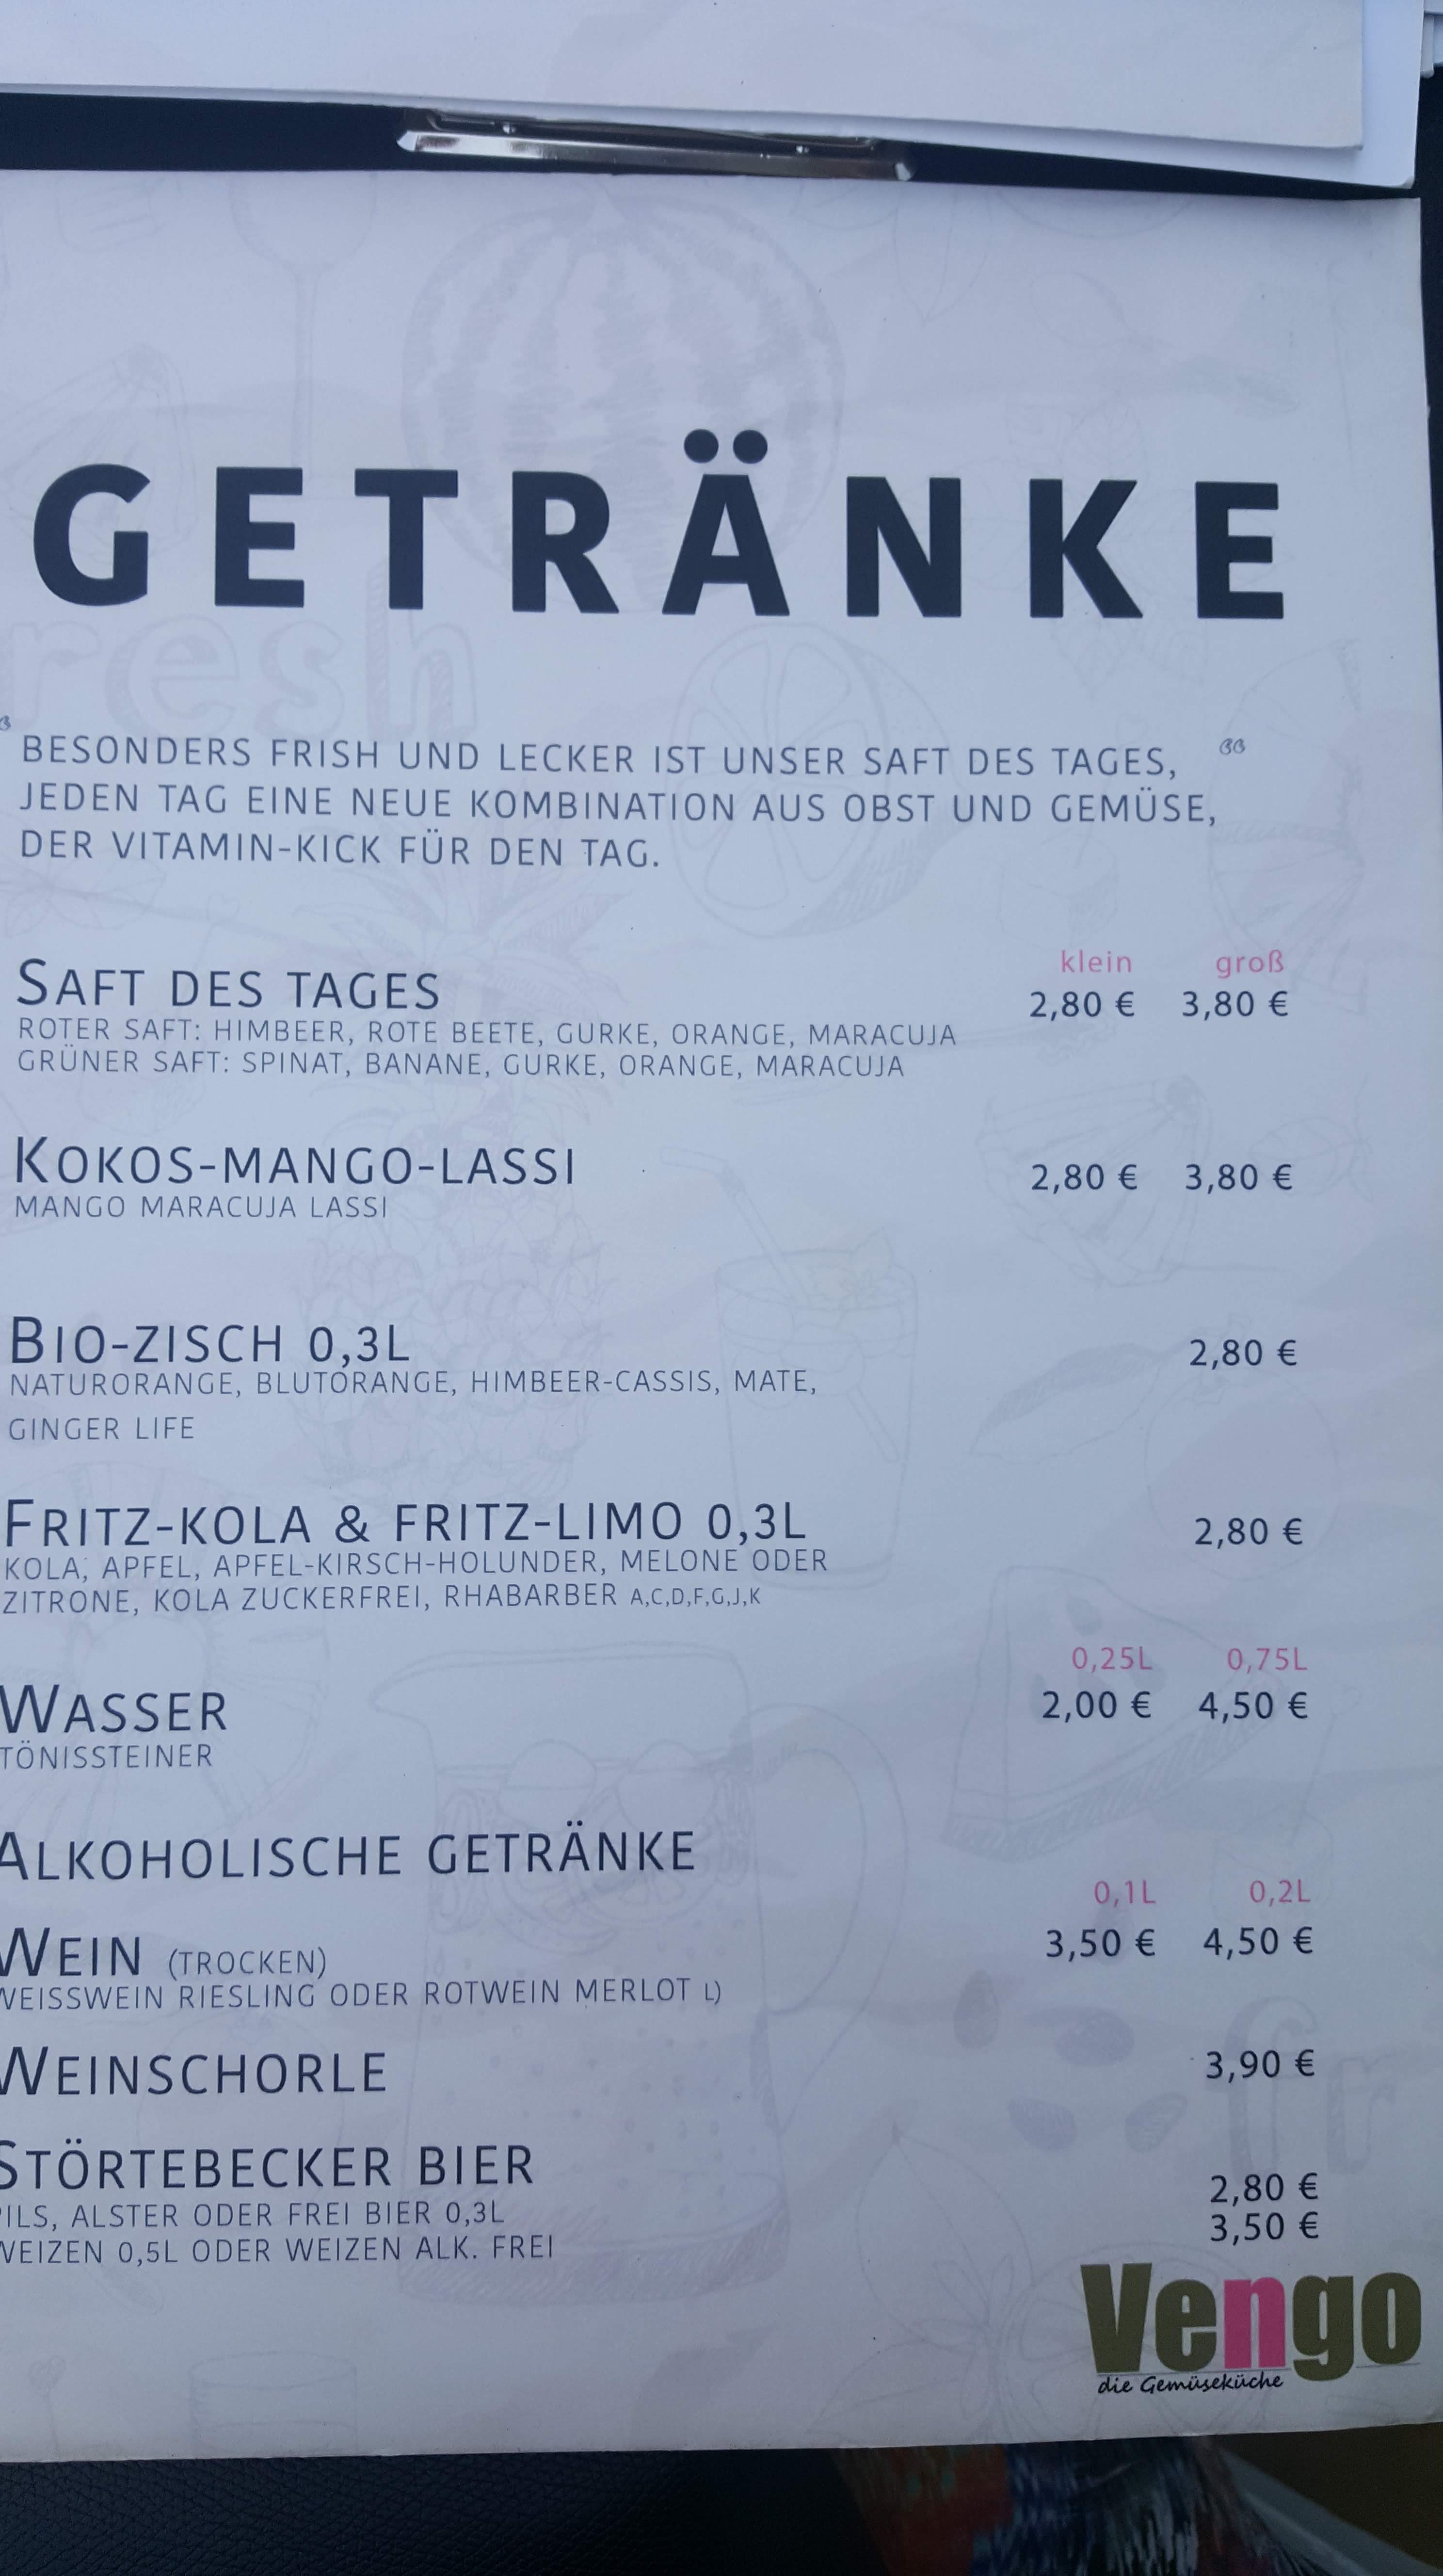 GETRÄNKE
resh
BESONDERS FRISH UND LECKER IST UNSER SAFT DES TAGES,
JEDEN TAG EINE NEUE KOMBINATION AUS OBST UND GEMÜSE,
DER VITAMIN-KICK FÜR DEN TAG.
klein groß
SAFT DES TAGES 2,80 € 3,80 €
ROTER SAFT: HIMBEER, ROTE BEETE, GURKE, ORANGE, MARACUJA
GRÜNER SAFT: SPINAT, BANANE, GURKE, ORANGE, MARACUJA
KOKOS-MANGO-LASSI 2,80 € 3,80 €
MANGO MARACUJA LASSI
BIO-ZISCH 0,3L 2,80 €
NATURORANGE, BLUTORANGE, HIMBEER-CASSIS, MATE,
GINGER LIFE
FRITZ-KOLA & FRITZ-LIMO 0,3L 2,80 €
KOLA, APFEL, APFEL-KIRSCH-HOLUNDER, MELONE ODER
ZITRONE, KOLA ZUCKERFREI, RHABARBER A,C,D,F,G,J,K
0,25L 0,75L
WASSER 2,00 € 4,50 €
TÖNISSTEINER
ALKOHOLISCHE GETRÄNKE
0,1L 0,2L
WEIN (TROCKEN) 3,50 € 4,50 €
WEISSWEIN RIESLING ODER ROTWEIN MERLOT L)
WEINSCHORLE 3,90 €
fr
STÖRTEBECKER BIER
ILS, ALSTER ODER FREI BIER 0,3L 2,80 €
WEIZEN 0,5L ODER WEIZEN ALK. FREI 3,50 €
Vengo
die Gemüseküche